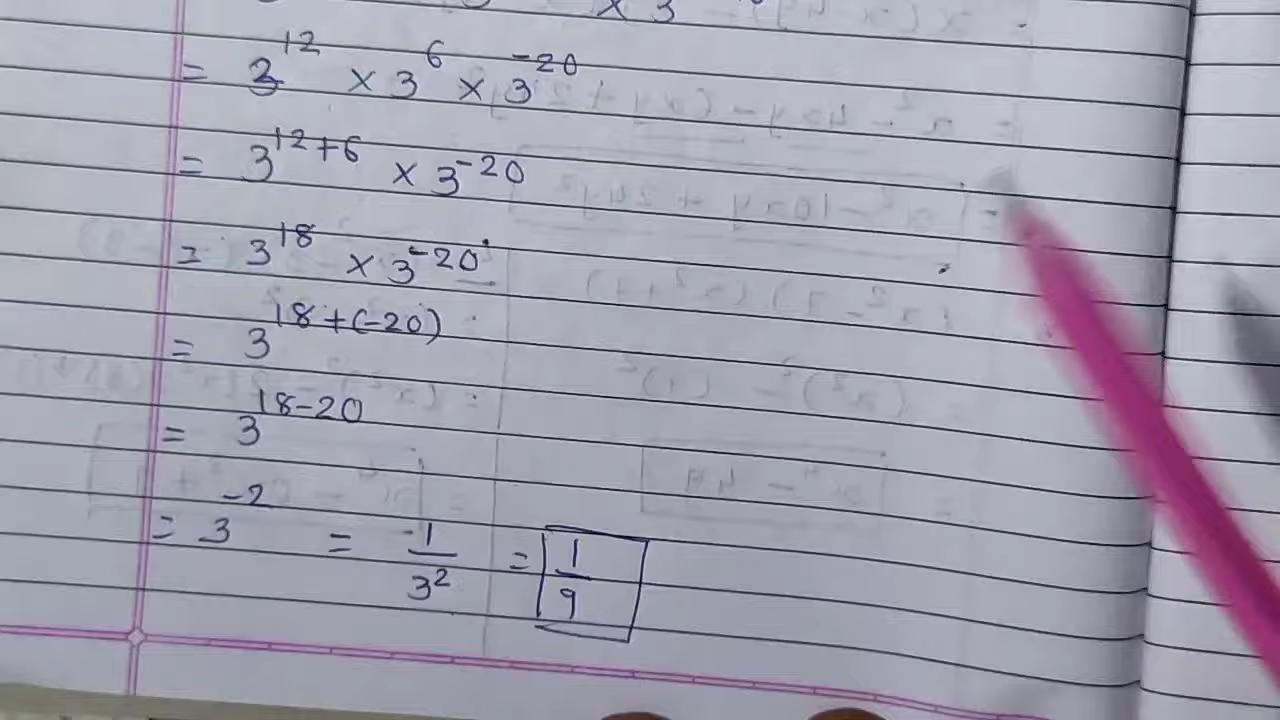 × 3
= 3^12 × 3^6 × 3^-20
= 3^12+6 × 3^-20
= 3^18 × 3^-20
= 3^18+(-20)
= 3^18-20
= 3^-2 = 1/3^2 = 1/9